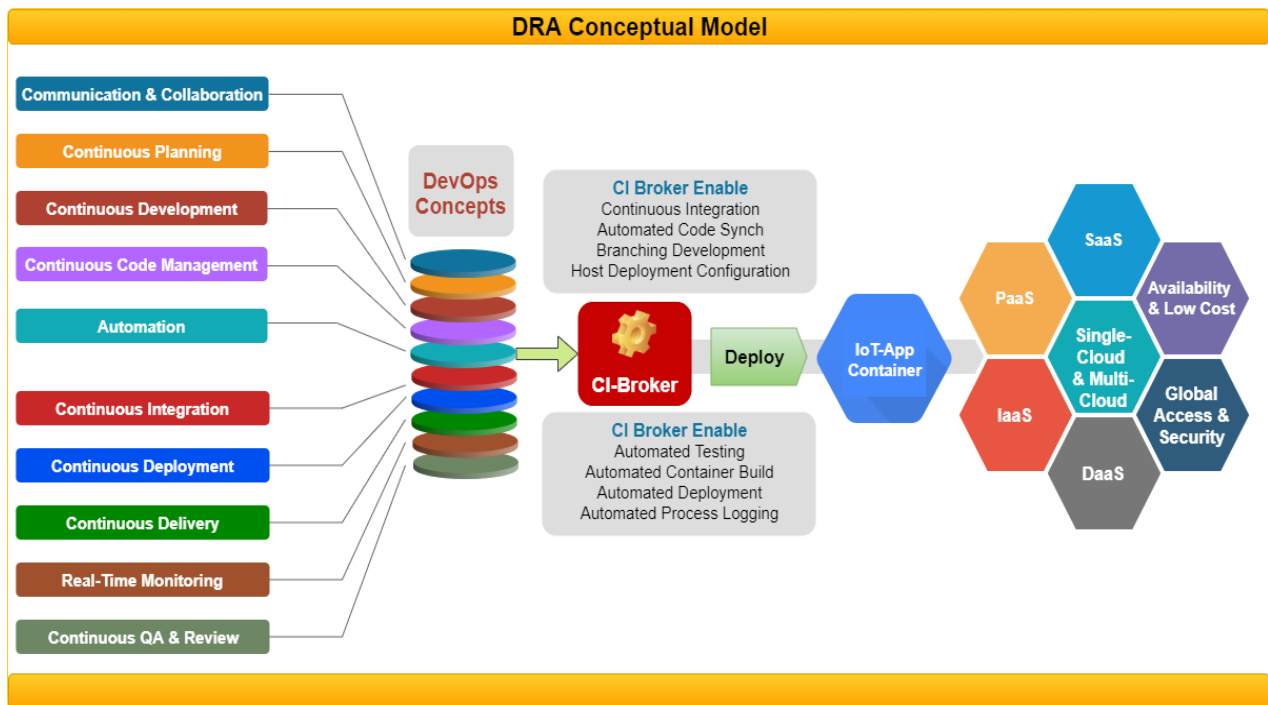 DRA Conceptual Model
Communication & Collaboration
Continuous Planning
Continuous Development
Continuous Code Management
Automation
Continuous Integration
Continuous Deployment
Continuous Delivery
Real-Time Monitoring
Continuous QA & Review
DevOps
Concepts
CI Broker Enable
Continuous Integration
Automated Code Synch
Branching Development
Host Deployment Configuration
CI-Broker
CI Broker Enable
Automated Testing
Automated Container Build
Automated Deployment
Automated Process Logging
Deploy
IoT-App
Container
SaaS
PaaS
Availability
& Low Cost
Single-
Cloud
& Multi-
Cloud
IaaS
Global
Access &
Security
DaaS